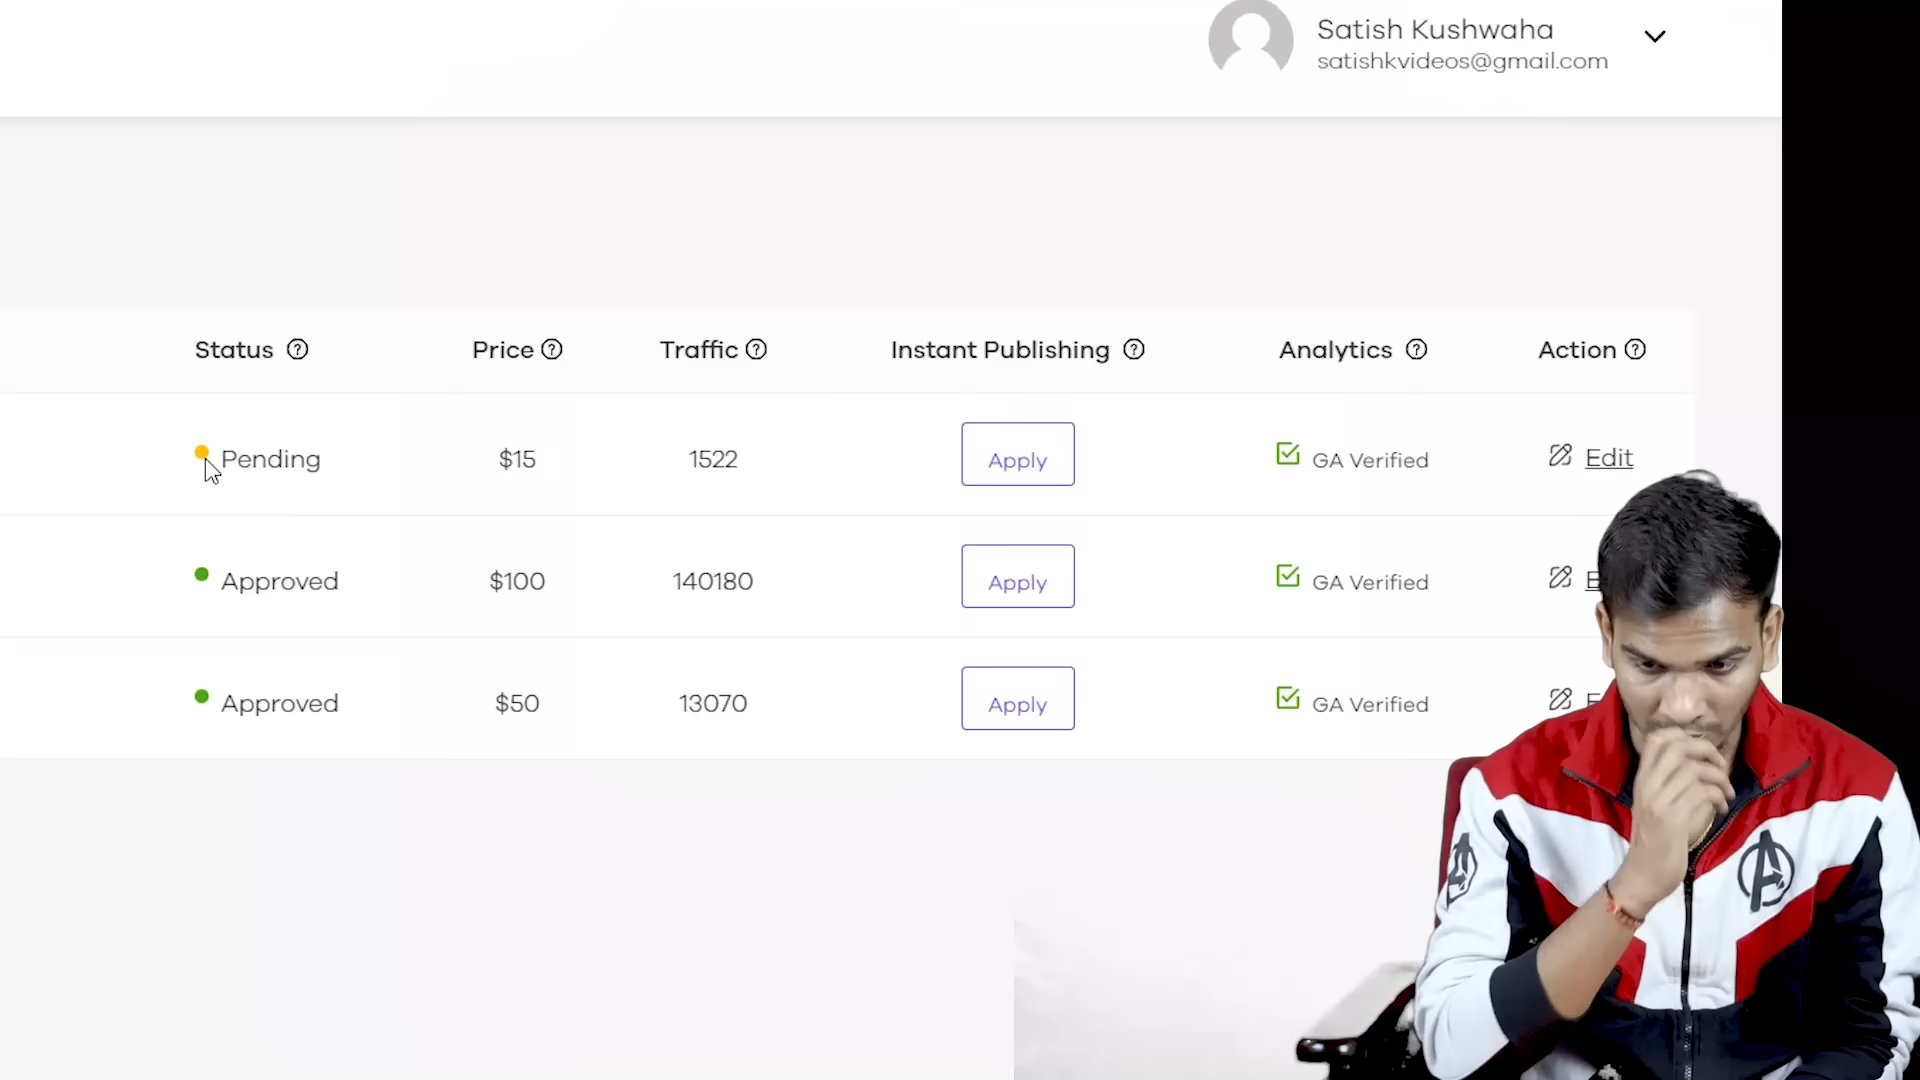 Satish Kushwaha
satishkvideos@gmail.com
Status Price Traffic Instant Publishing Analytics Action
Pending $15 1522 Apply GA Verified Edit
Approved $100 140180 Apply GA Verified
Approved $50 13070 Apply GA Verified